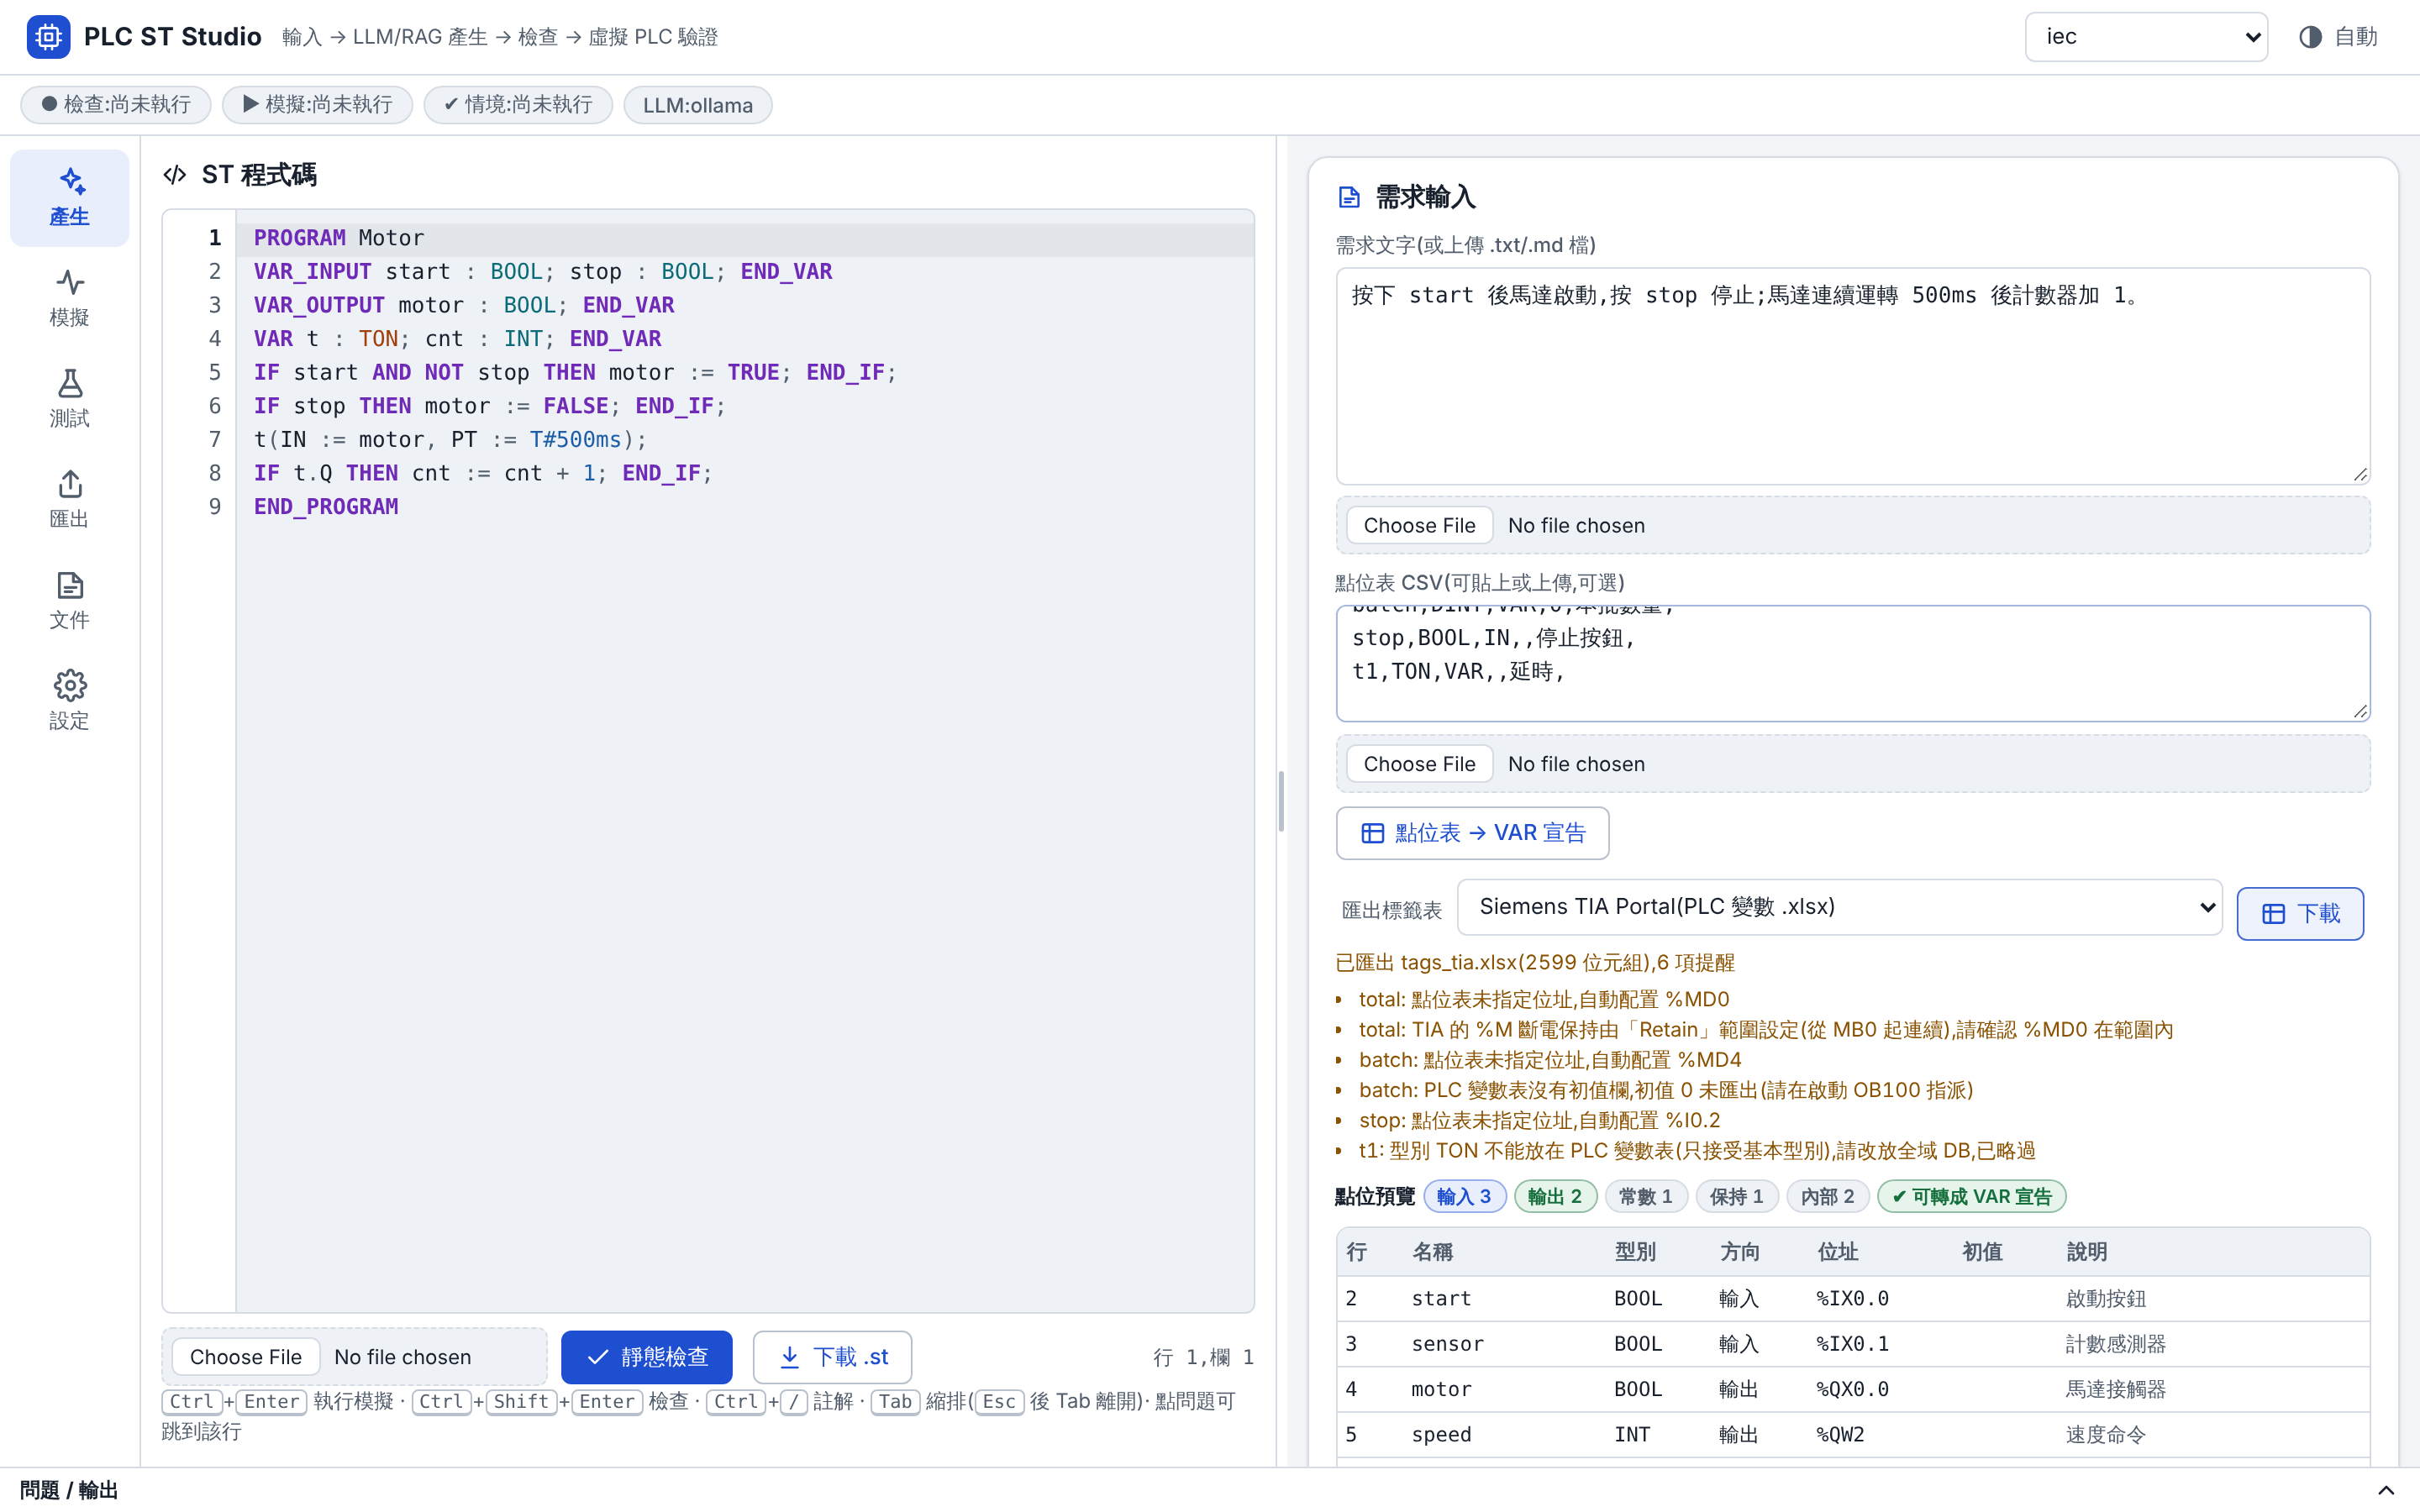 PLC ST Studio 輸入 → LLM/RAG 產生 → 檢查 → 虛擬 PLC 驗證
iec
自動
● 檢查:尚未執行
▶ 模擬:尚未執行
✔ 情境:尚未執行
LLM:ollama
產生
模擬
測試
匯出
文件
設定
</> ST 程式碼
1 PROGRAM Motor
2 VAR_INPUT start : BOOL; stop : BOOL; END_VAR
3 VAR_OUTPUT motor : BOOL; END_VAR
4 VAR t : TON; cnt : INT; END_VAR
5 IF start AND NOT stop THEN motor := TRUE; END_IF;
6 IF stop THEN motor := FALSE; END_IF;
7 t(IN := motor, PT := T#500ms);
8 IF t.Q THEN cnt := cnt + 1; END_IF;
9 END_PROGRAM
Choose File No file chosen
靜態檢查
下載 .st
行 1,欄 1
Ctrl+Enter 執行模擬 · Ctrl+Shift+Enter 檢查 · Ctrl+/ 註解 · Tab 縮排(Esc 後 Tab 離開)· 點問題可
跳到該行
需求輸入
需求文字(或上傳 .txt/.md 檔)
按下 start 後馬達啟動,按 stop 停止;馬達連續運轉 500ms 後計數器加 1。
Choose File No file chosen
點位表 CSV(可貼上或上傳,可選)
batch,DINT,VAR,0,本批數量,
stop,BOOL,IN,,停止按鈕,
t1,TON,VAR,,延時,
Choose File No file chosen
點位表 → VAR 宣告
匯出標籤表
Siemens TIA Portal(PLC 變數 .xlsx)
下載
已匯出 tags_tia.xlsx(2599 位元組),6 項提醒
• total: 點位表未指定位址,自動配置 %MD0
• total: TIA 的 %M 斷電保持由「Retain」範圍設定(從 MB0 起連續),請確認 %MD0 在範圍內
• batch: 點位表未指定位址,自動配置 %MD4
• batch: PLC 變數表沒有初值欄,初值 0 未匯出(請在啟動 OB100 指派)
• stop: 點位表未指定位址,自動配置 %I0.2
• t1: 型別 TON 不能放在 PLC 變數表(只接受基本型別),請改放全域 DB,已略過
點位預覽 輸入 3 輸出 2 常數 1 保持 1 內部 2 ✔ 可轉成 VAR 宣告
行 名稱 型別 方向 位址 初值 說明
2 start BOOL 輸入 %IX0.0 啟動按鈕
3 sensor BOOL 輸入 %IX0.1 計數感測器
4 motor BOOL 輸出 %QX0.0 馬達接觸器
5 speed INT 輸出 %QW2 速度命令
問題 / 輸出